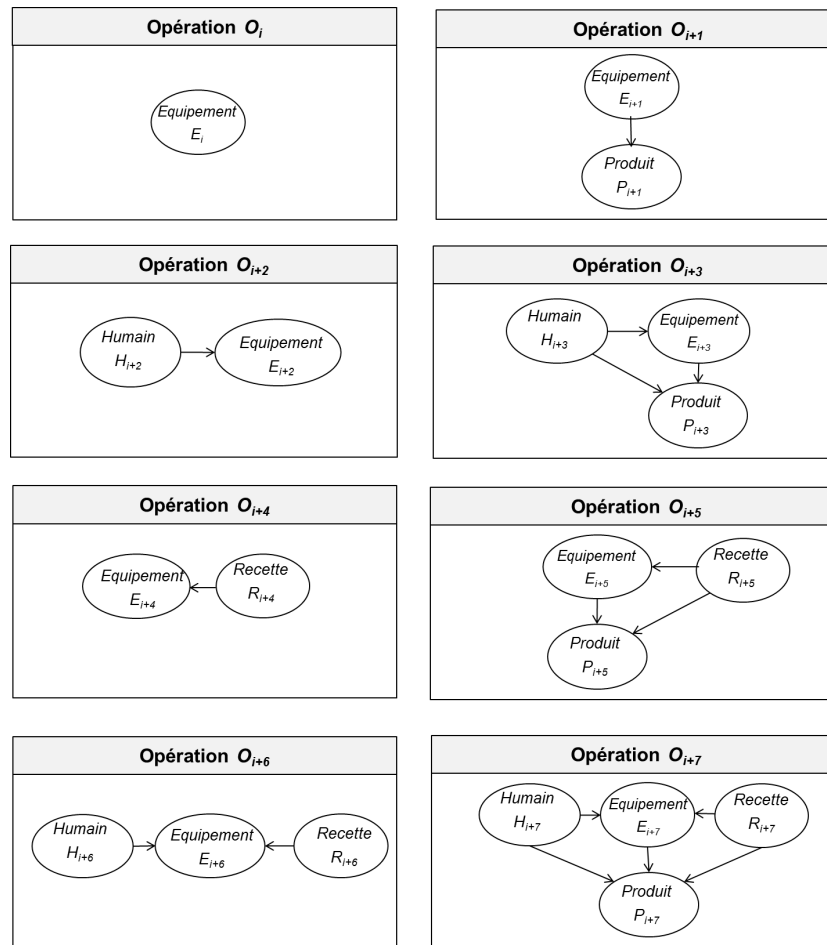 Opération Oi
Equipement
Ei
Opération Oi+1
Equipement
Ei+1
Produit
Pi+1
Opération Oi+2
Humain
Hi+2
Equipement
Ei+2
Opération Oi+3
Humain
Hi+3
Equipement
Ei+3
Produit
Pi+3
Opération Oi+4
Equipement
Ei+4
Recette
Ri+4
Opération Oi+5
Equipement
Ei+5
Recette
Ri+5
Produit
Pi+5
Opération Oi+6
Humain
Hi+6
Equipement
Ei+6
Recette
Ri+6
Opération Oi+7
Humain
Hi+7
Equipement
Ei+7
Recette
Ri+7
Produit
Pi+7